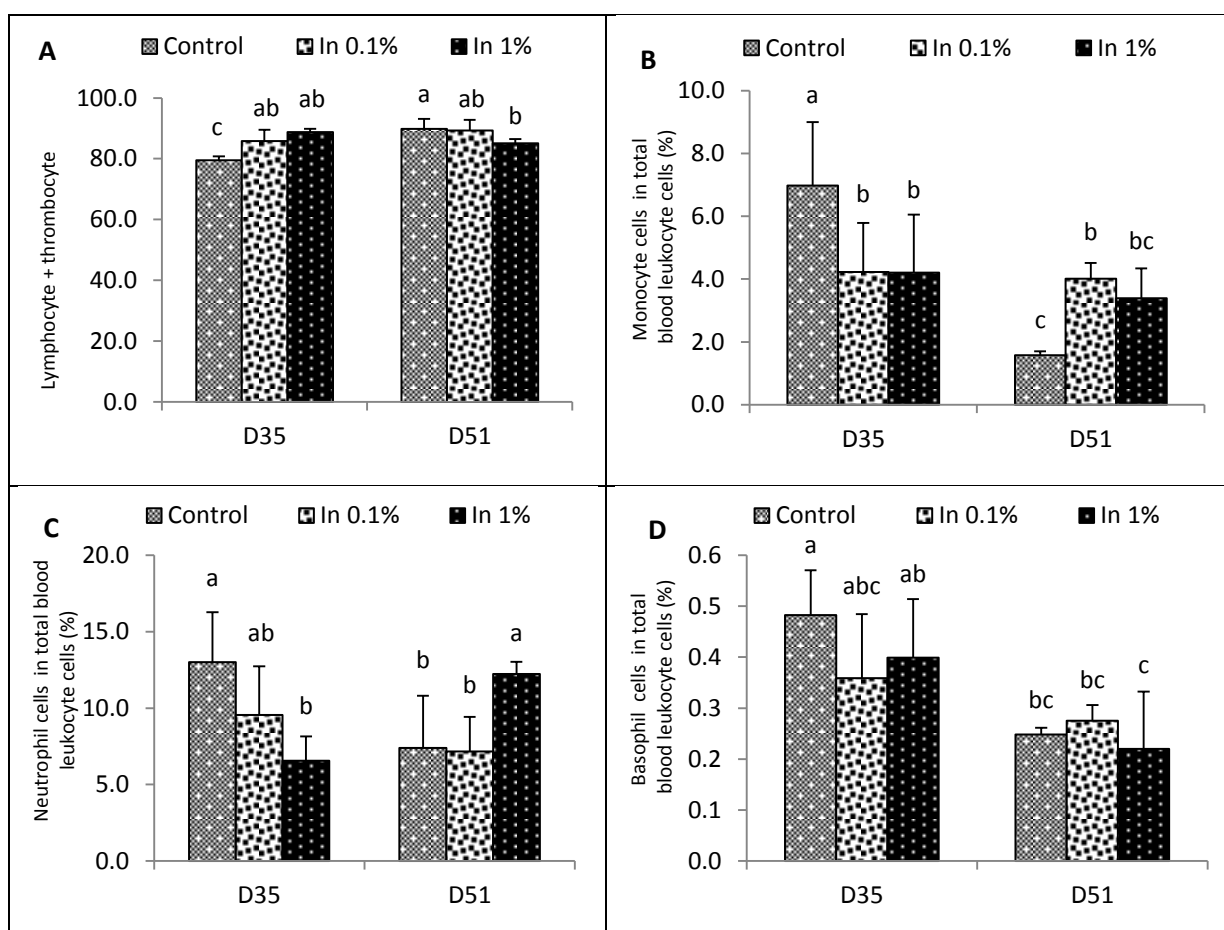 A
Control In 0.1% In 1%
Lymphocyte + thrombocyte
100.0
80.0
60.0
40.0
20.0
0.0
c ab ab a ab b
D35 D51
B
Control In 0.1% In 1%
Monocyte cells in total
blood leukocyte cells (%)
10.0
8.0
6.0
4.0
2.0
0.0
a b b c b bc
D35 D51
C
Control In 0.1% In 1%
Neutrophil cells in total blood
leukocyte cells (%)
20.0
15.0
10.0
5.0
0.0
a ab b b b a
D35 D51
D
Control In 0.1% In 1%
Basophil cells in total
blood leukocyte cells (%)
0.6
0.5
0.4
0.3
0.2
0.1
0.0
a abc ab bc bc c
D35 D51